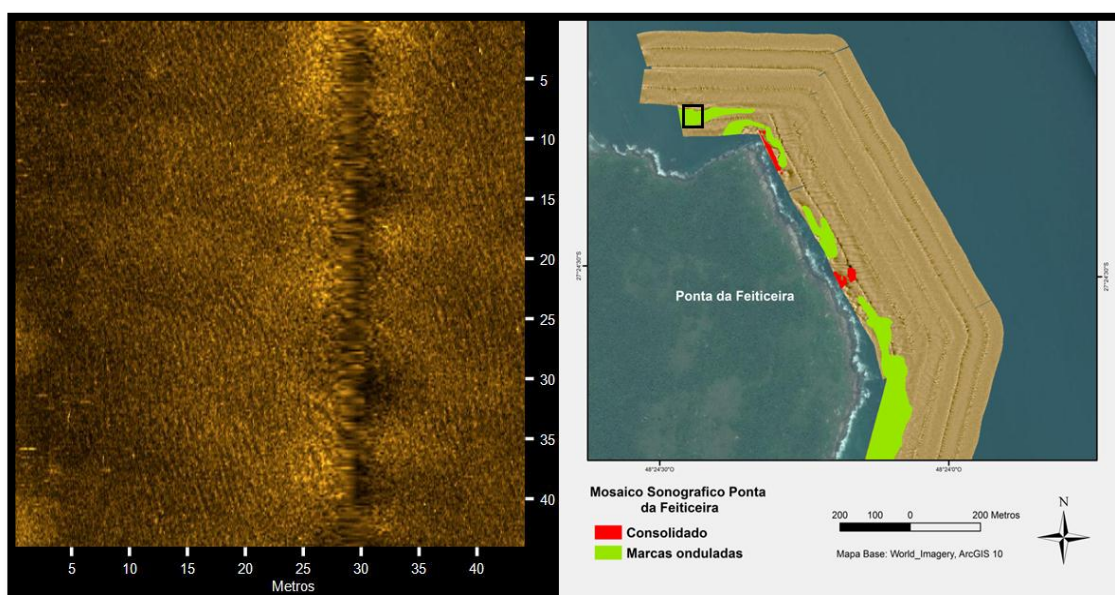 5
10
15
20
25
30
35
40
5 10 15 20 25 30 35 40
Metros
27°24'30"S
27°24'30"S
Ponta da Feiticeira
48°24'30"O 48°24'0"O
Mosaico Sonografico Ponta
da Feiticeira
Consolidado
Marcas onduladas
200 100 0 200 Metros
Mapa Base: World_Imagery, ArcGIS 10
N